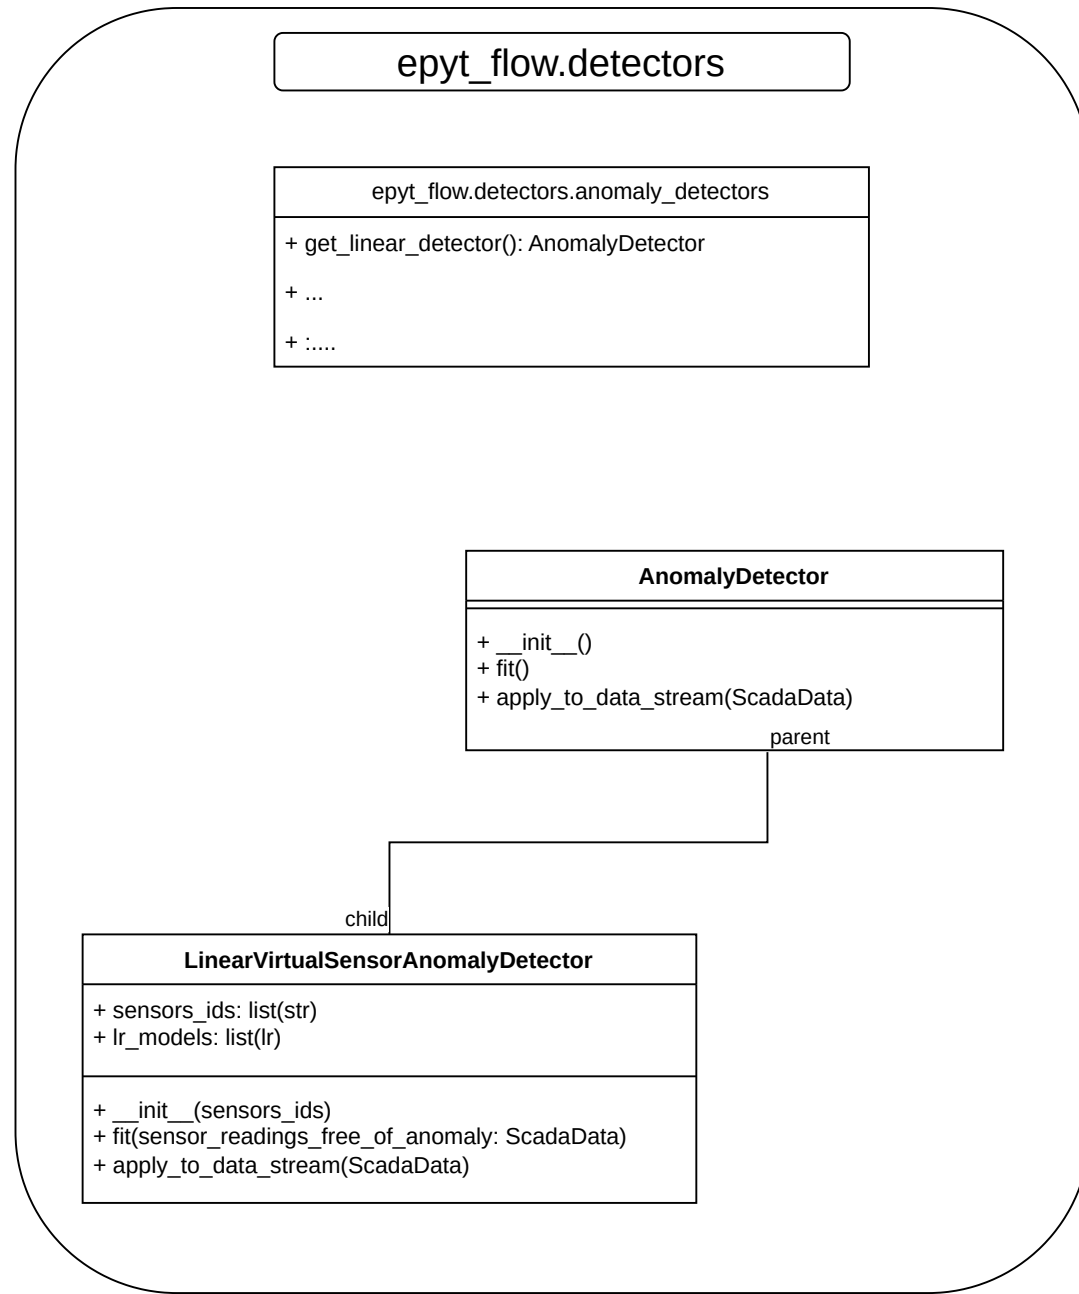 epyt_flow.detectors
epyt_flow.detectors.anomaly_detectors
+ get_linear_detector(): AnomalyDetector
+ ...
+ :....
AnomalyDetector
+ __init__()
+ fit()
+ apply_to_data_stream(ScadaData)
parent
child
LinearVirtualSensorAnomalyDetector
+ sensors_ids: list(str)
+ lr_models: list(lr)
+ __init__(sensors_ids)
+ fit(sensor_readings_free_of_anomaly: ScadaData)
+ apply_to_data_stream(ScadaData)